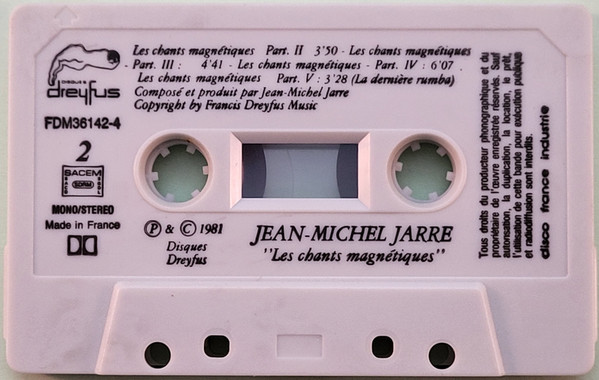 Les chants magnétiques Part. II 3'50 - Les chants magnétiques
- Part. III : 4'41 - Les chants magnétiques - Part. IV : 6'07 .
Les chants magnétiques Part. V : 3'28 (La dernière rumba)
Composé et produit par Jean-Michel Jarre
Copyright by Francis Dreyfus Music
DISQUES
dreyfus
FDM36142-4
2
BACEM
SDRM
MONO/STEREO
Made in France
℗ & © 1981
Disques
Dreyfus
JEAN-MICHEL JARRE
"Les chants magnétiques"
Tous droits du producteur phonographique et du
propriétaire de l'œuvre enregistrée réservés. Sauf
autorisation, la duplication, la location, le prêt,
l'utilisation de cette bande pour exécution publique
et radiodiffusion sont interdits.
disco france industrie